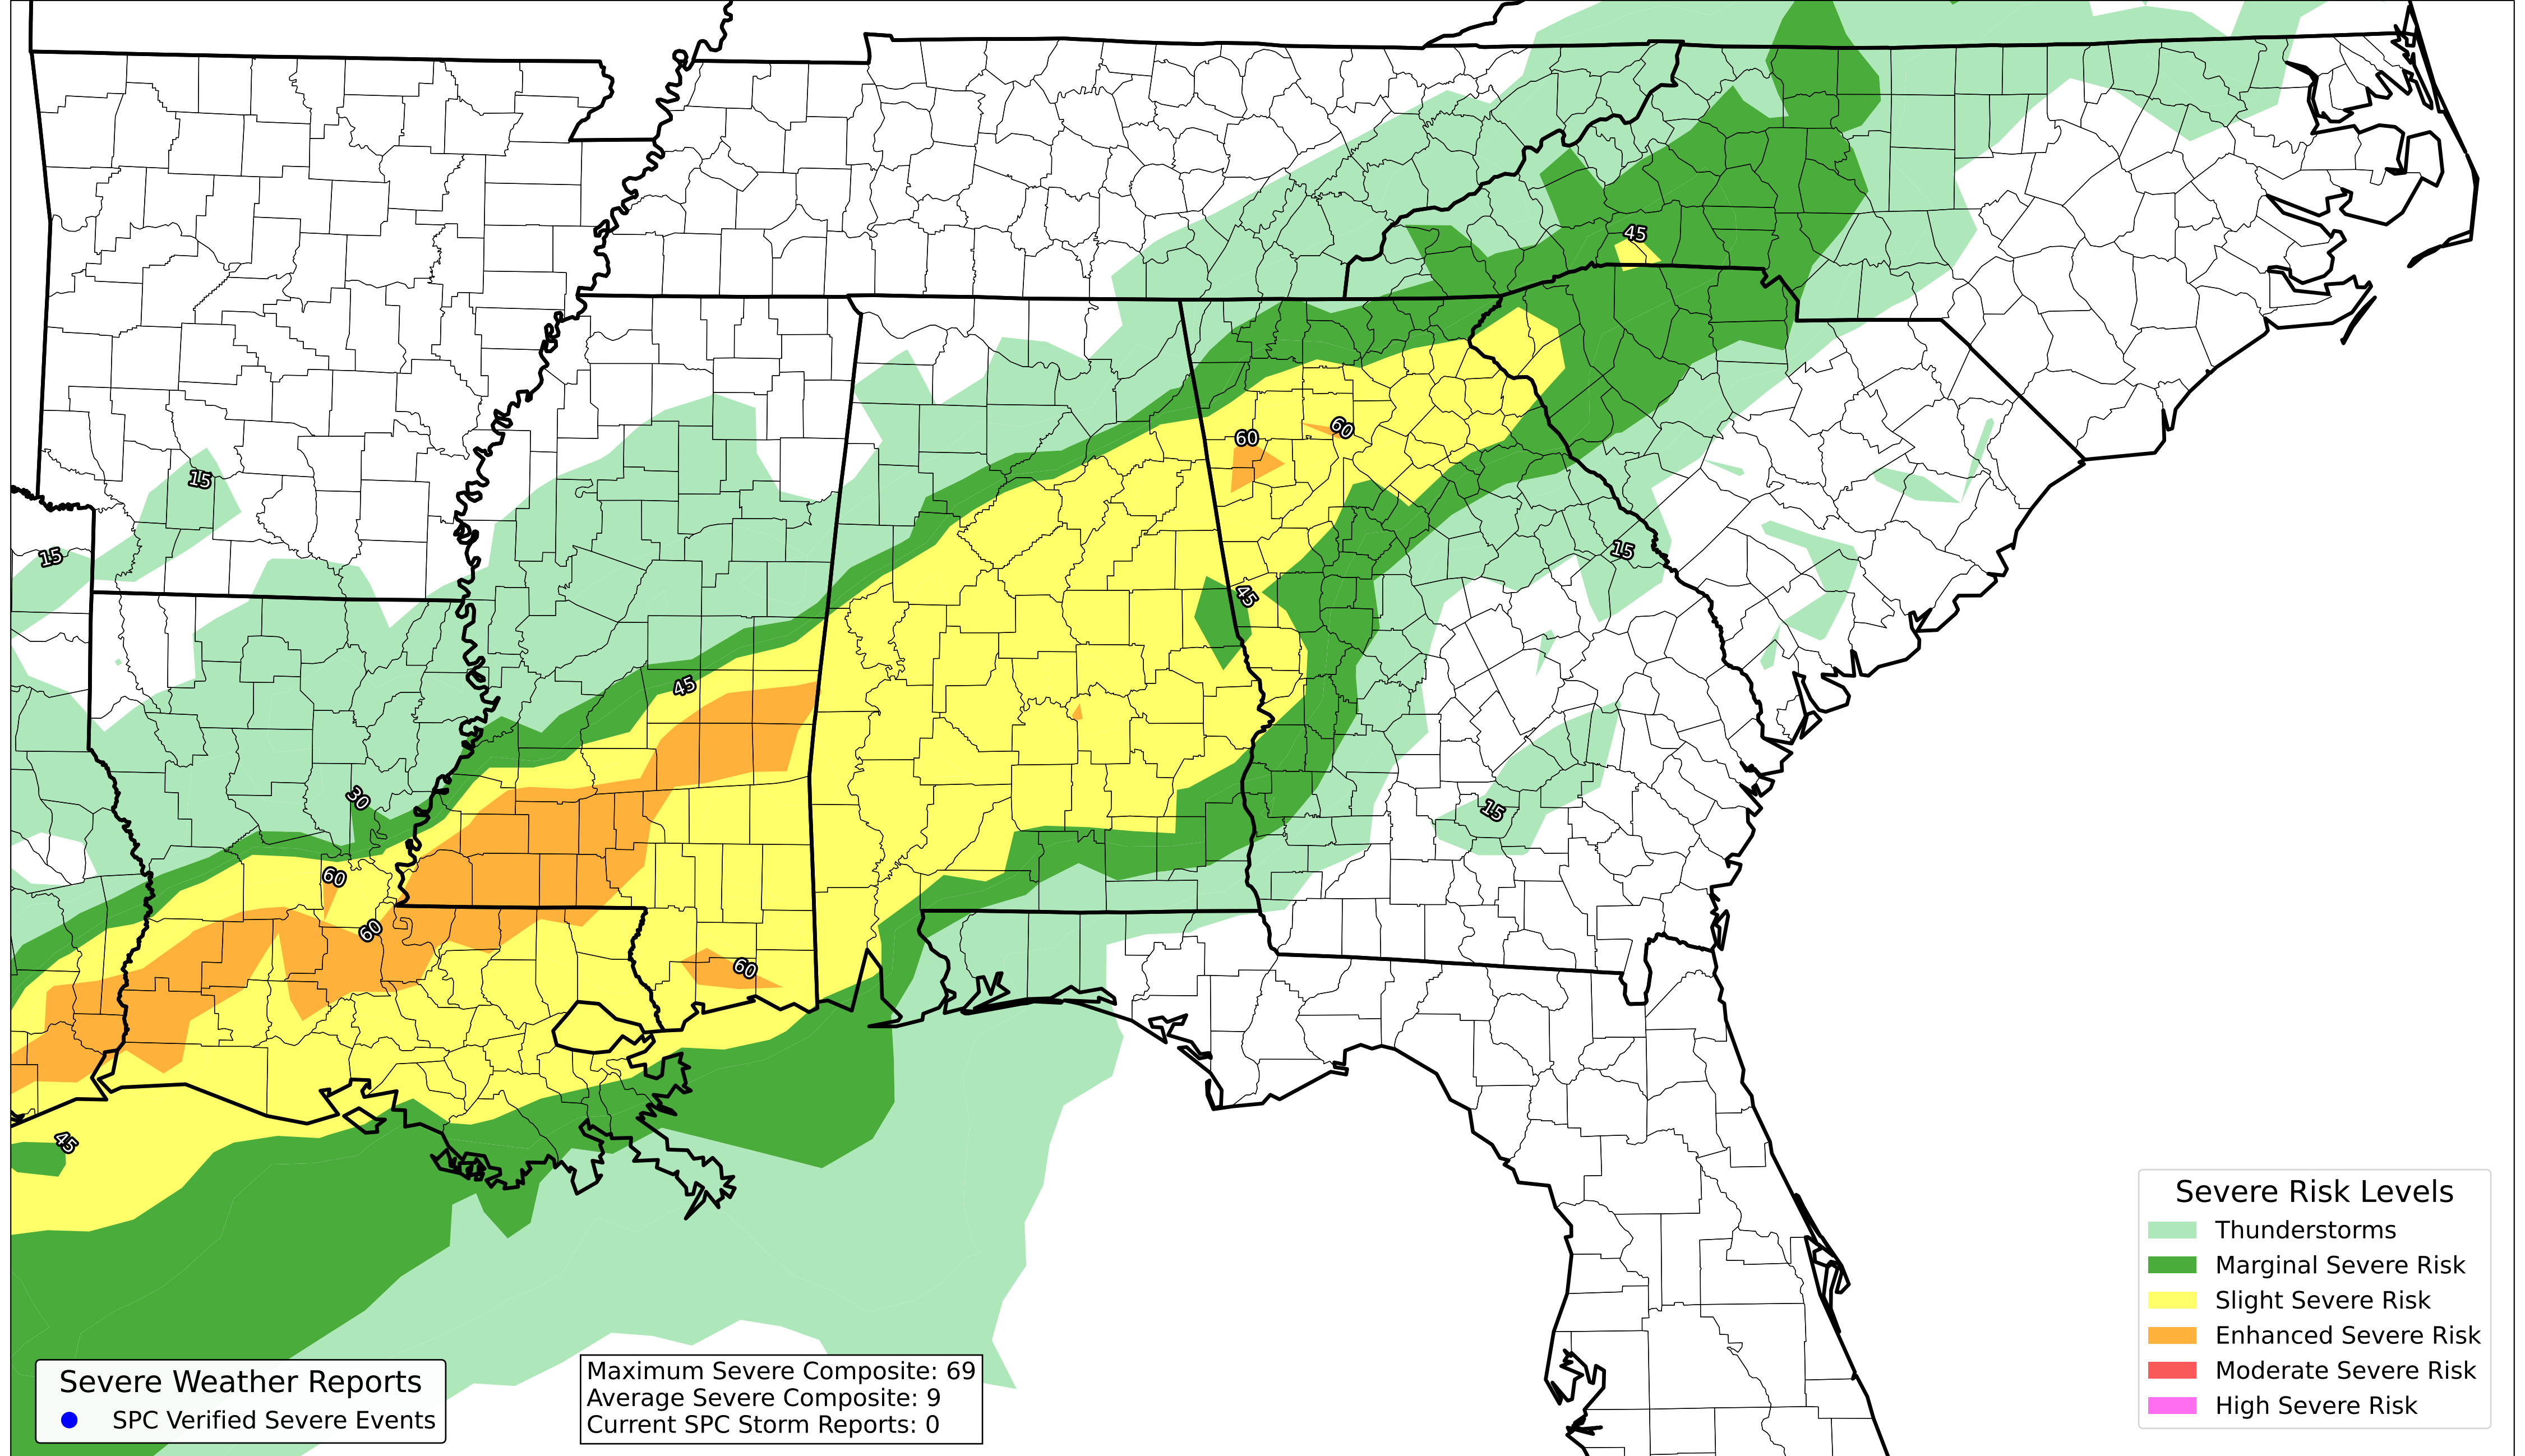 45
60
60
15
15
15
45
45
30
15
60
60
60
45
Severe Risk Levels
Thunderstorms
Marginal Severe Risk
Slight Severe Risk
Enhanced Severe Risk
Moderate Severe Risk
High Severe Risk
Severe Weather Reports
SPC Verified Severe Events
Maximum Severe Composite: 69
Average Severe Composite: 9
Current SPC Storm Reports: 0